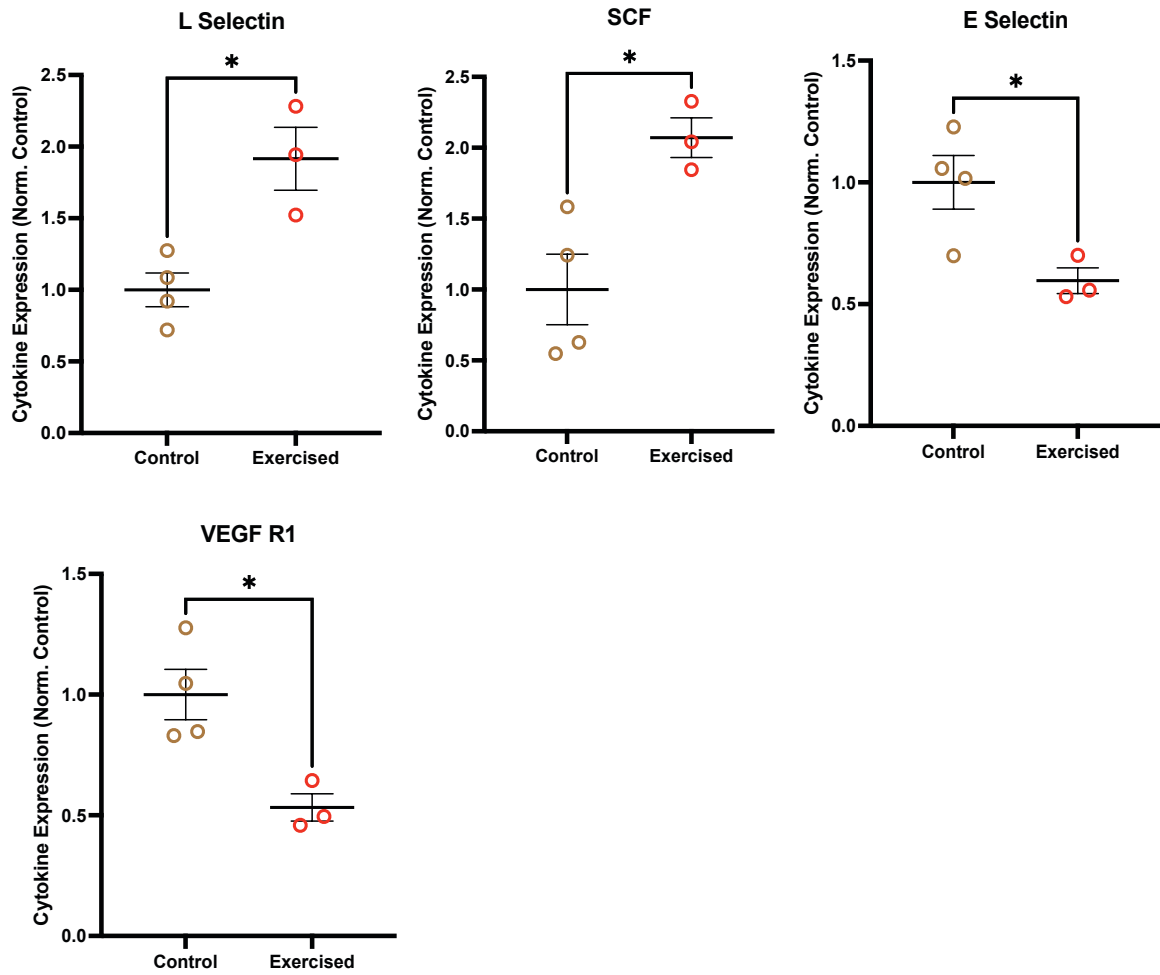 L Selectin
*
Cytokine Expression (Norm. Control)
2.5
2.0
1.5
1.0
0.5
0.0
Control Exercised
SCF
*
Cytokine Expression (Norm. Control)
2.5
2.0
1.5
1.0
0.5
0.0
Control Exercised
E Selectin
*
Cytokine Expression (Norm. Control)
1.5
1.0
0.5
0.0
Control Exercised
VEGF R1
*
Cytokine Expression (Norm. Control)
1.5
1.0
0.5
0.0
Control Exercised